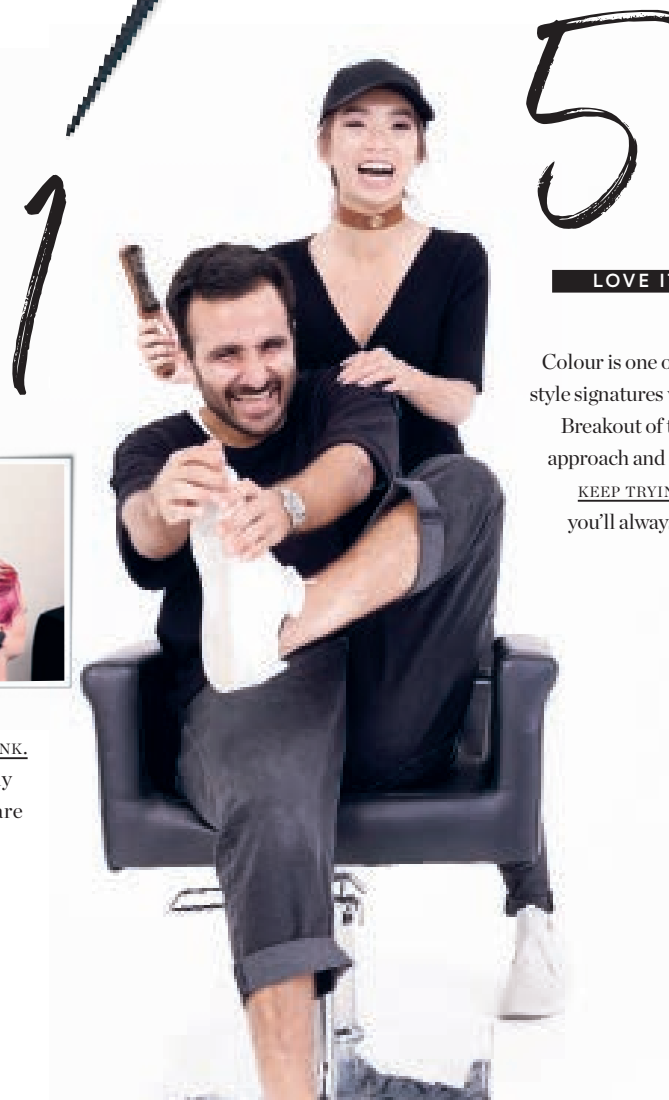 1
NK.
y
are
5
LOVE IT
Colour is one o
style signatures
Breakout of t
approach and
KEEP TRYIN
you'll alway